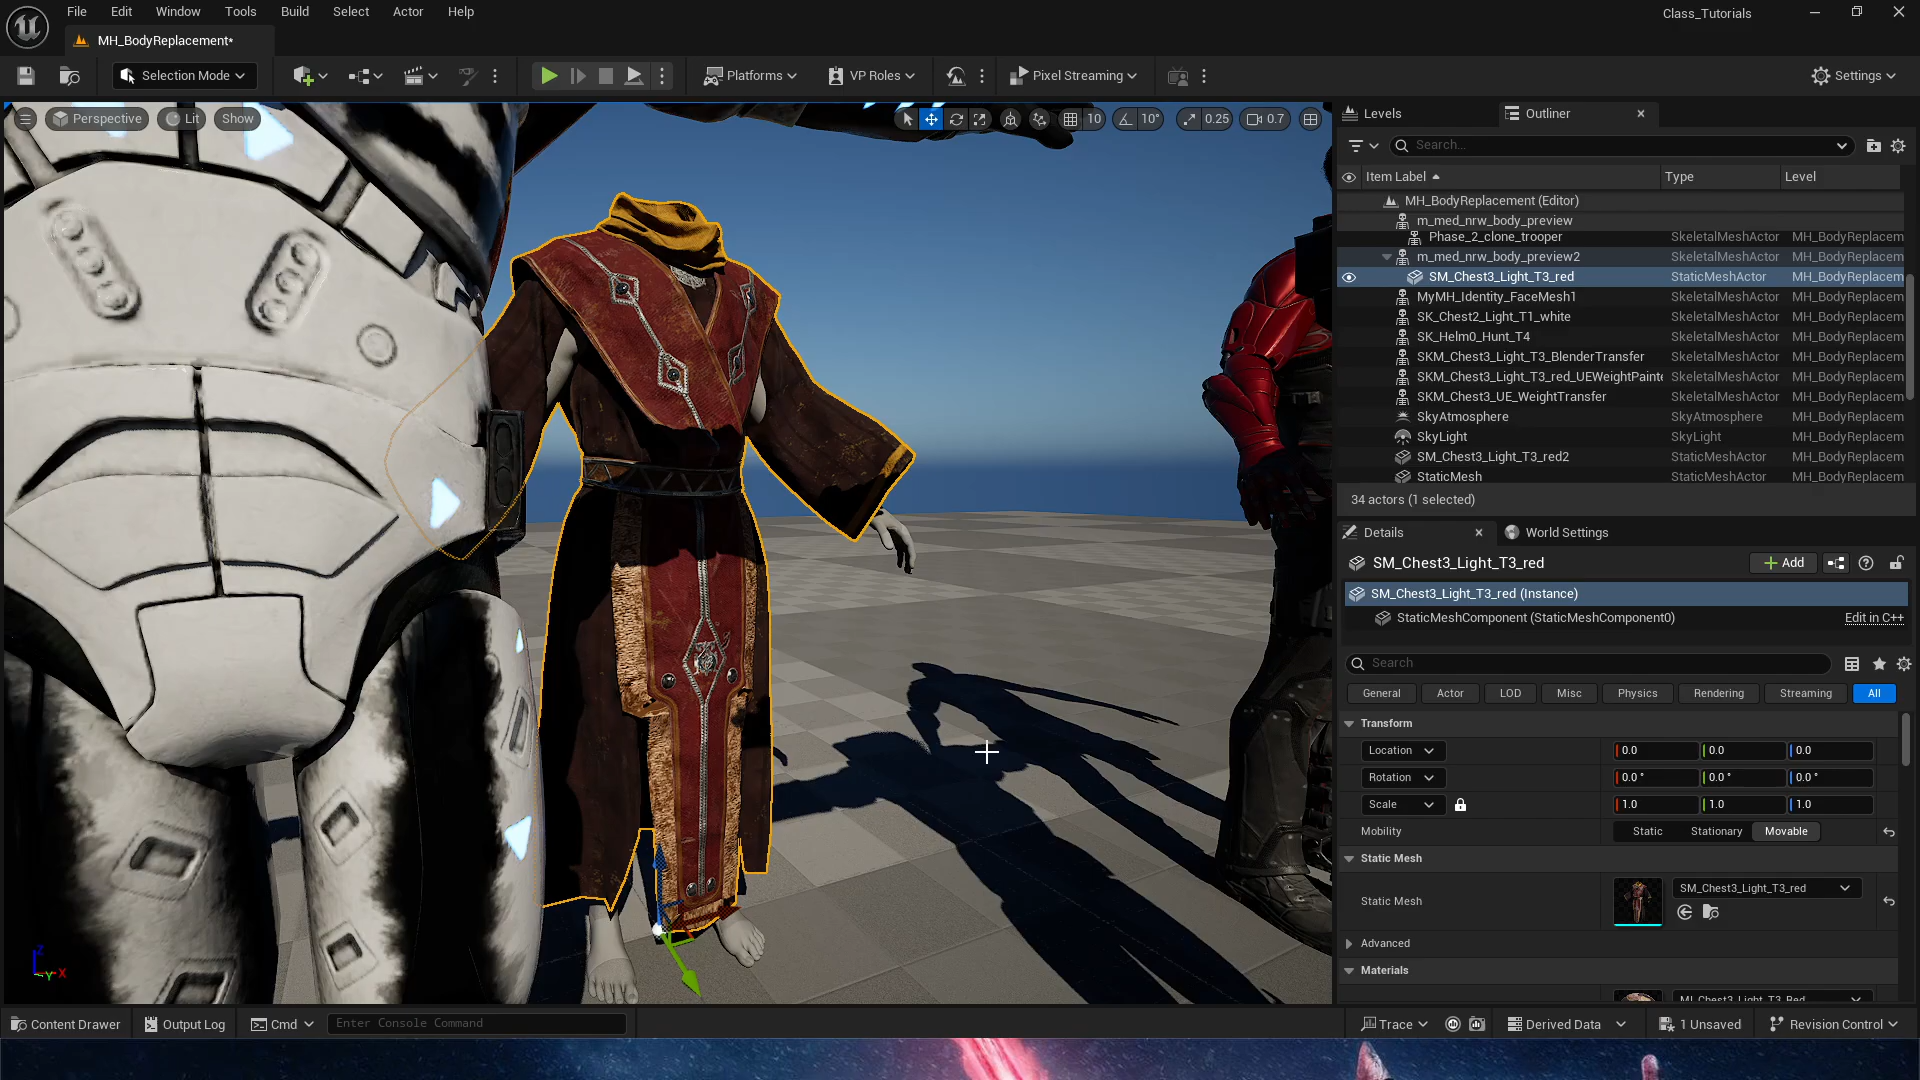 File Edit Window Tools Build Select Actor Help
Class_Tutorials
MH_BodyReplacement*
Selection Mode
Platforms
VP Roles
Pixel Streaming
Settings
Perspective
Lit
Show
10
10°
0.25
0.7
Levels
Outliner
Search...
Item Label
Type
Level
MH_BodyReplacement (Editor)
m_med_nrw_body_preview
Phase_2_clone_trooper SkeletalMeshActor MH_BodyReplacem
m_med_nrw_body_preview2 SkeletalMeshActor MH_BodyReplacem
SM_Chest3_Light_T3_red StaticMeshActor MH_BodyReplacem
MyMH_Identity_FaceMesh1 SkeletalMeshActor MH_BodyReplacem
SK_Chest2_Light_T1_white SkeletalMeshActor MH_BodyReplacem
SK_Helm0_Hunt_T4 SkeletalMeshActor MH_BodyReplacem
SKM_Chest3_Light_T3_BlenderTransfer SkeletalMeshActor MH_BodyReplacem
SKM_Chest3_Light_T3_red_UEWeightPainte SkeletalMeshActor MH_BodyReplacem
SKM_Chest3_UE_WeightTransfer SkeletalMeshActor MH_BodyReplacem
SkyAtmosphere SkyAtmosphere MH_BodyReplacem
SkyLight SkyLight MH_BodyReplacem
SM_Chest3_Light_T3_red2 StaticMeshActor MH_BodyReplacem
StaticMesh StaticMeshActor MH_BodyReplacem
34 actors (1 selected)
Details
World Settings
SM_Chest3_Light_T3_red
Add
SM_Chest3_Light_T3_red (Instance)
StaticMeshComponent (StaticMeshComponent0)
Edit in C++
Search
General Actor LOD Misc Physics Rendering Streaming All
Transform
Location 0.0 0.0 0.0
Rotation 0.0 ° 0.0 ° 0.0 °
Scale 1.0 1.0 1.0
Mobility Static Stationary Movable
Static Mesh
SM_Chest3_Light_T3_red
Static Mesh
Advanced
Materials
MI_Chest3_Light_T3_Red
Z
Y X
Content Drawer
Output Log
Cmd
Enter Console Command
Trace
Derived Data
1 Unsaved
Revision Control